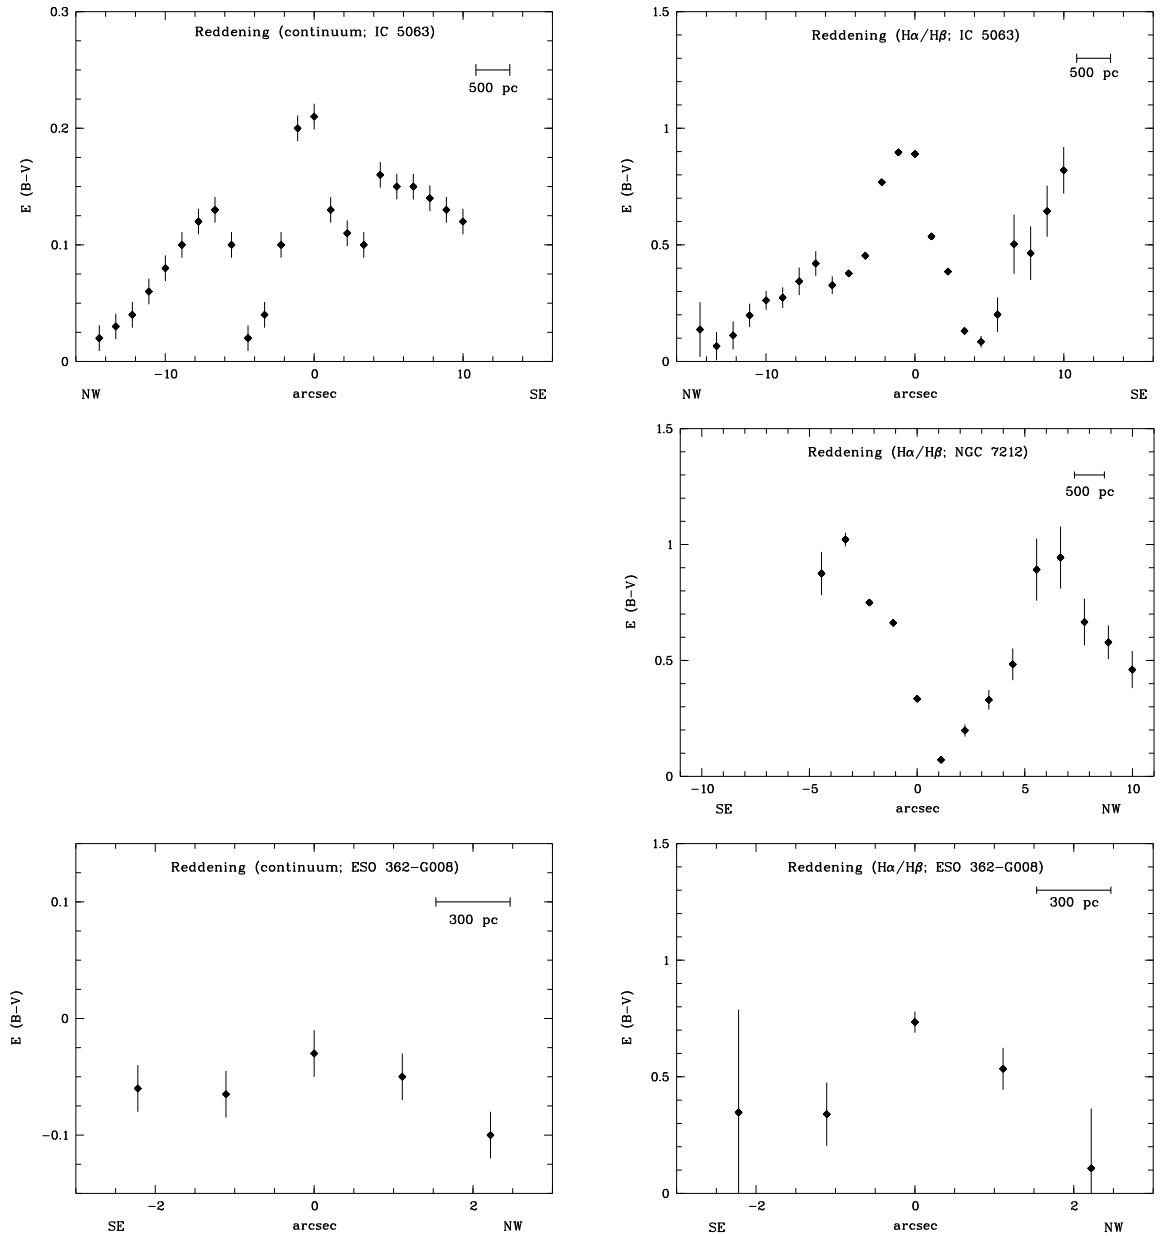 Reddening (continuum; IC 5063)
500 pc
0.3
0.2
0.1
0
E (B−V)
−10 0 10
NW arcsec SE
Reddening (Hα/Hβ; IC 5063)
500 pc
1.5
1
0.5
0
E (B−V)
−10 0 10
NW arcsec SE
Reddening (Hα/Hβ; NGC 7212)
500 pc
1.5
1
0.5
0
E (B−V)
−10 −5 0 5 10
SE arcsec NW
Reddening (continuum; ESO 362−G008)
300 pc
0.1
0
−0.1
E (B−V)
−2 0 2
SE arcsec NW
Reddening (Hα/Hβ; ESO 362−G008)
300 pc
1.5
1
0.5
0
E (B−V)
−2 0 2
SE arcsec NW